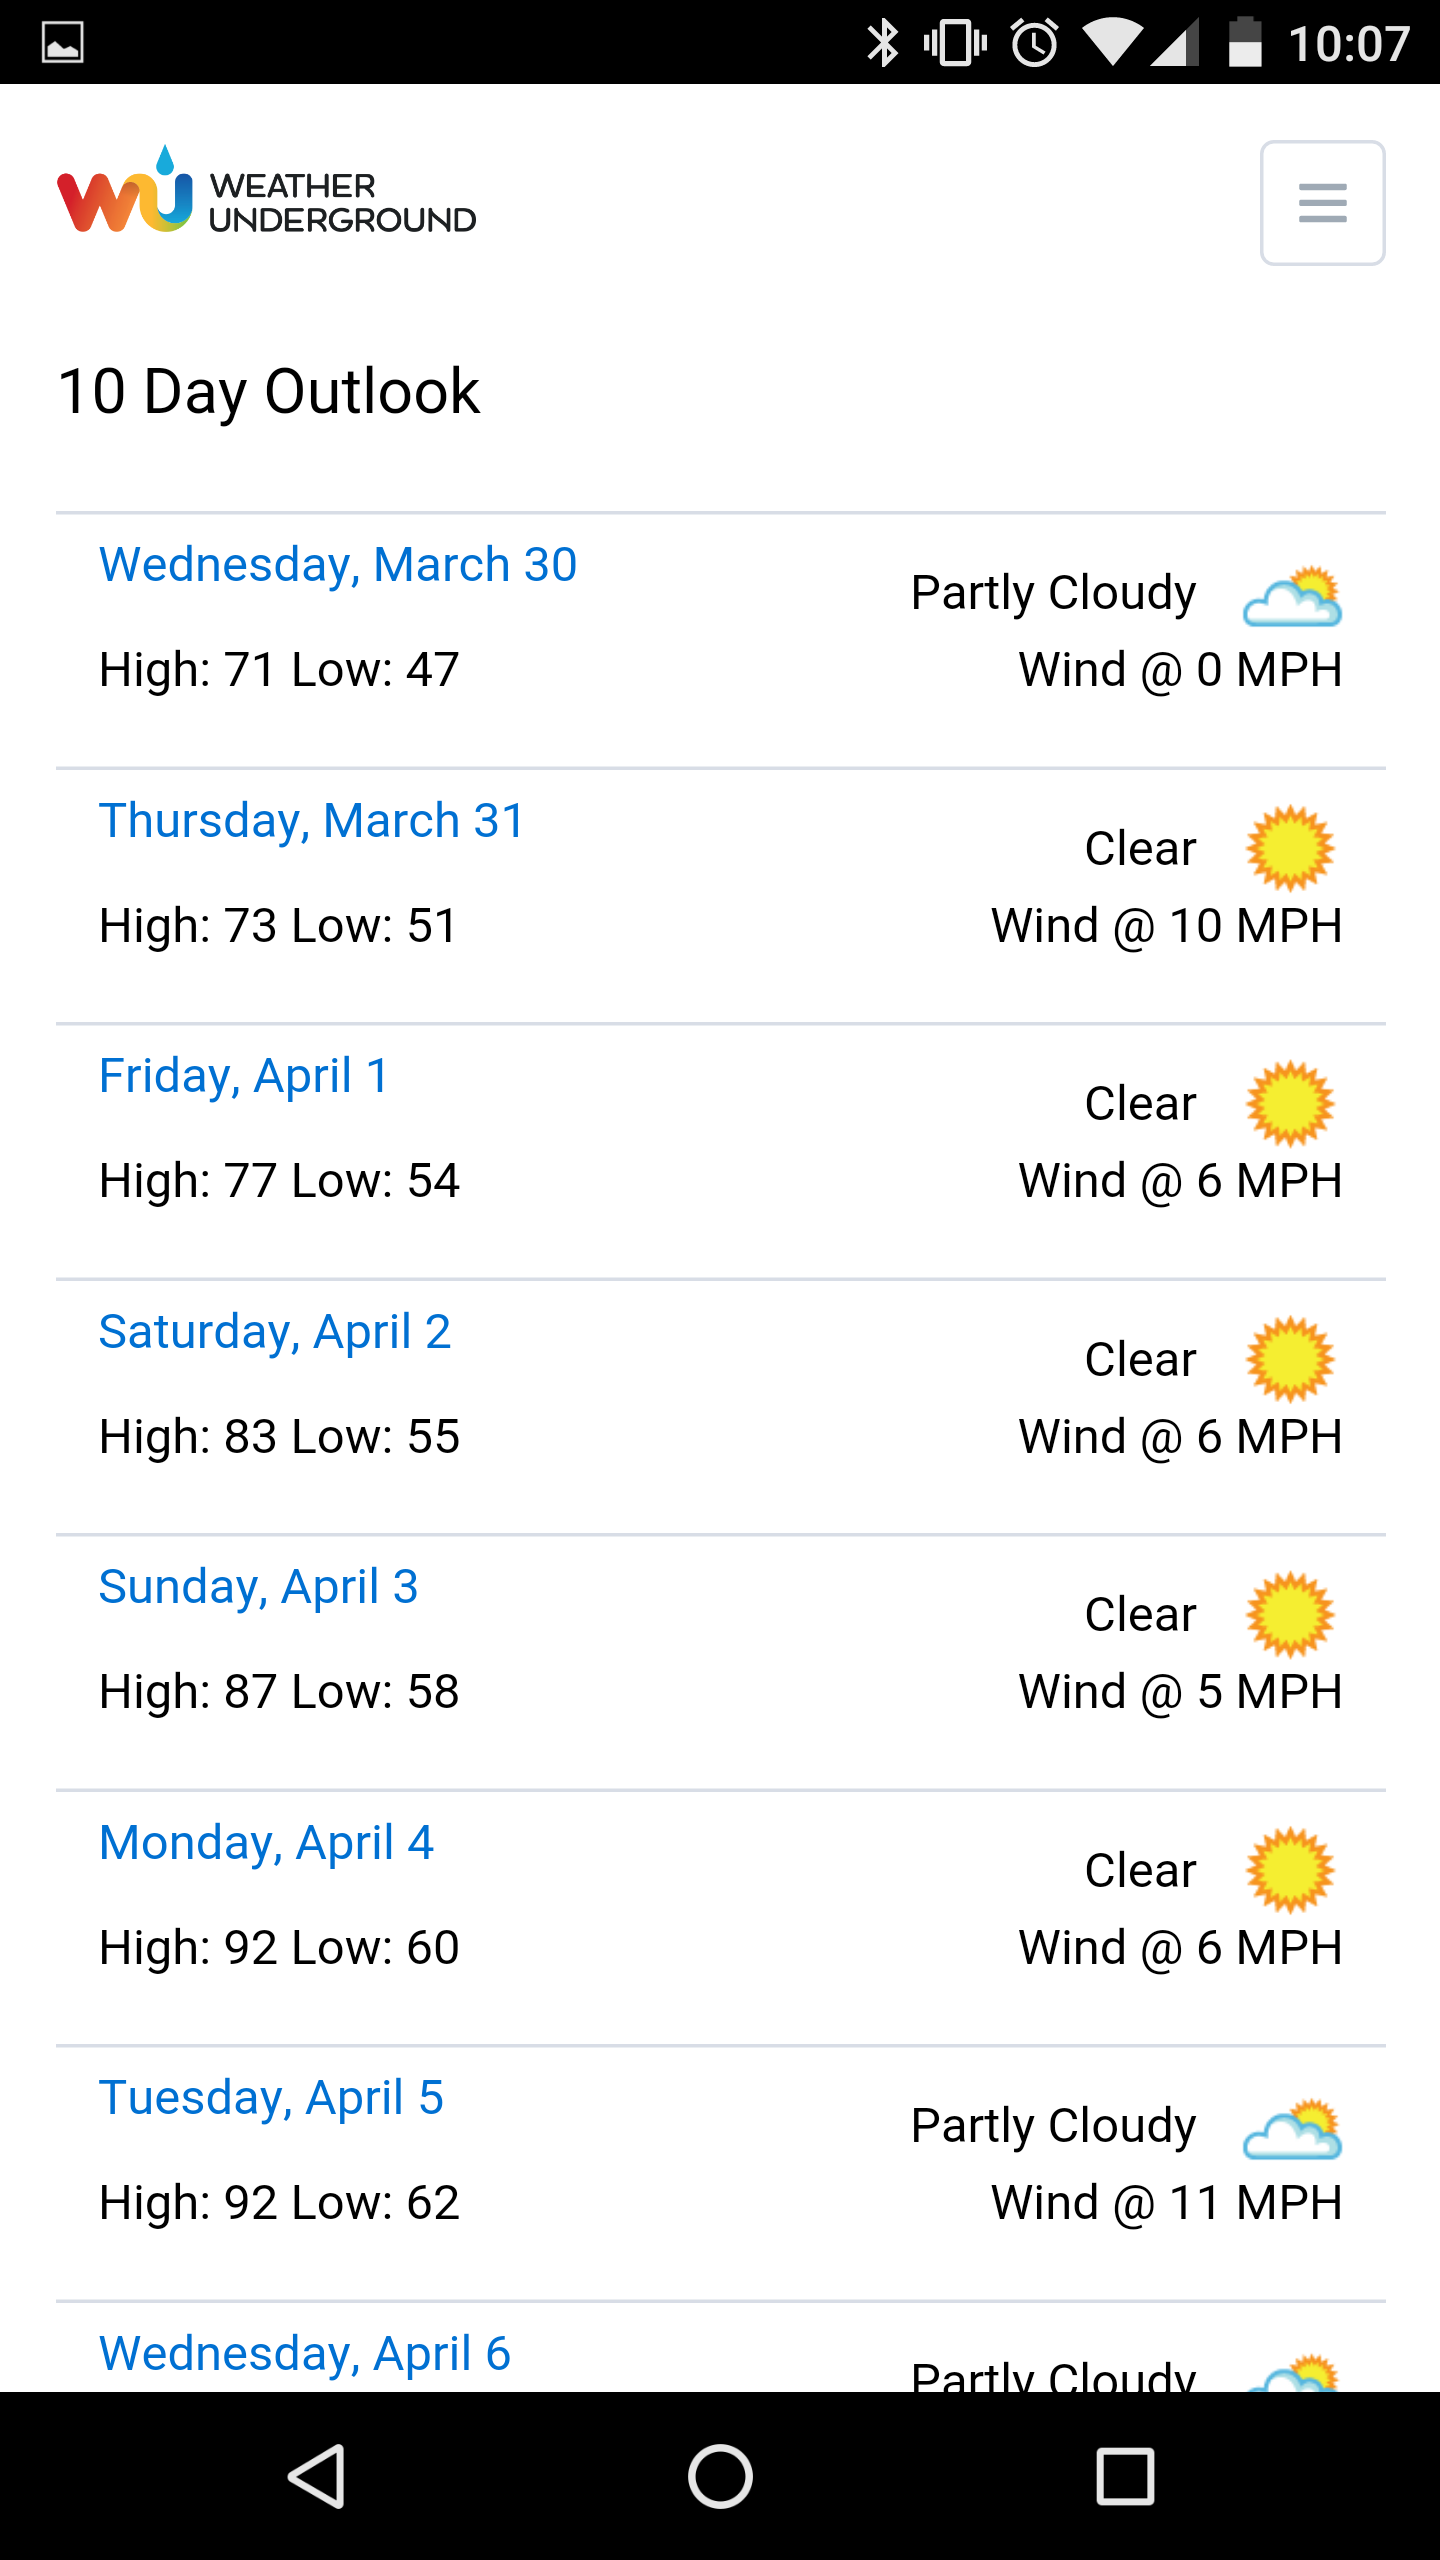 10:07
WU WEATHER
UNDERGROUND
10 Day Outlook
Wednesday, March 30
Partly Cloudy
High: 71 Low: 47
Wind @ 0 MPH
Thursday, March 31
Clear
High: 73 Low: 51
Wind @ 10 MPH
Friday, April 1
Clear
High: 77 Low: 54
Wind @ 6 MPH
Saturday, April 2
Clear
High: 83 Low: 55
Wind @ 6 MPH
Sunday, April 3
Clear
High: 87 Low: 58
Wind @ 5 MPH
Monday, April 4
Clear
High: 92 Low: 60
Wind @ 6 MPH
Tuesday, April 5
Partly Cloudy
High: 92 Low: 62
Wind @ 11 MPH
Wednesday, April 6
Partly Cloudy